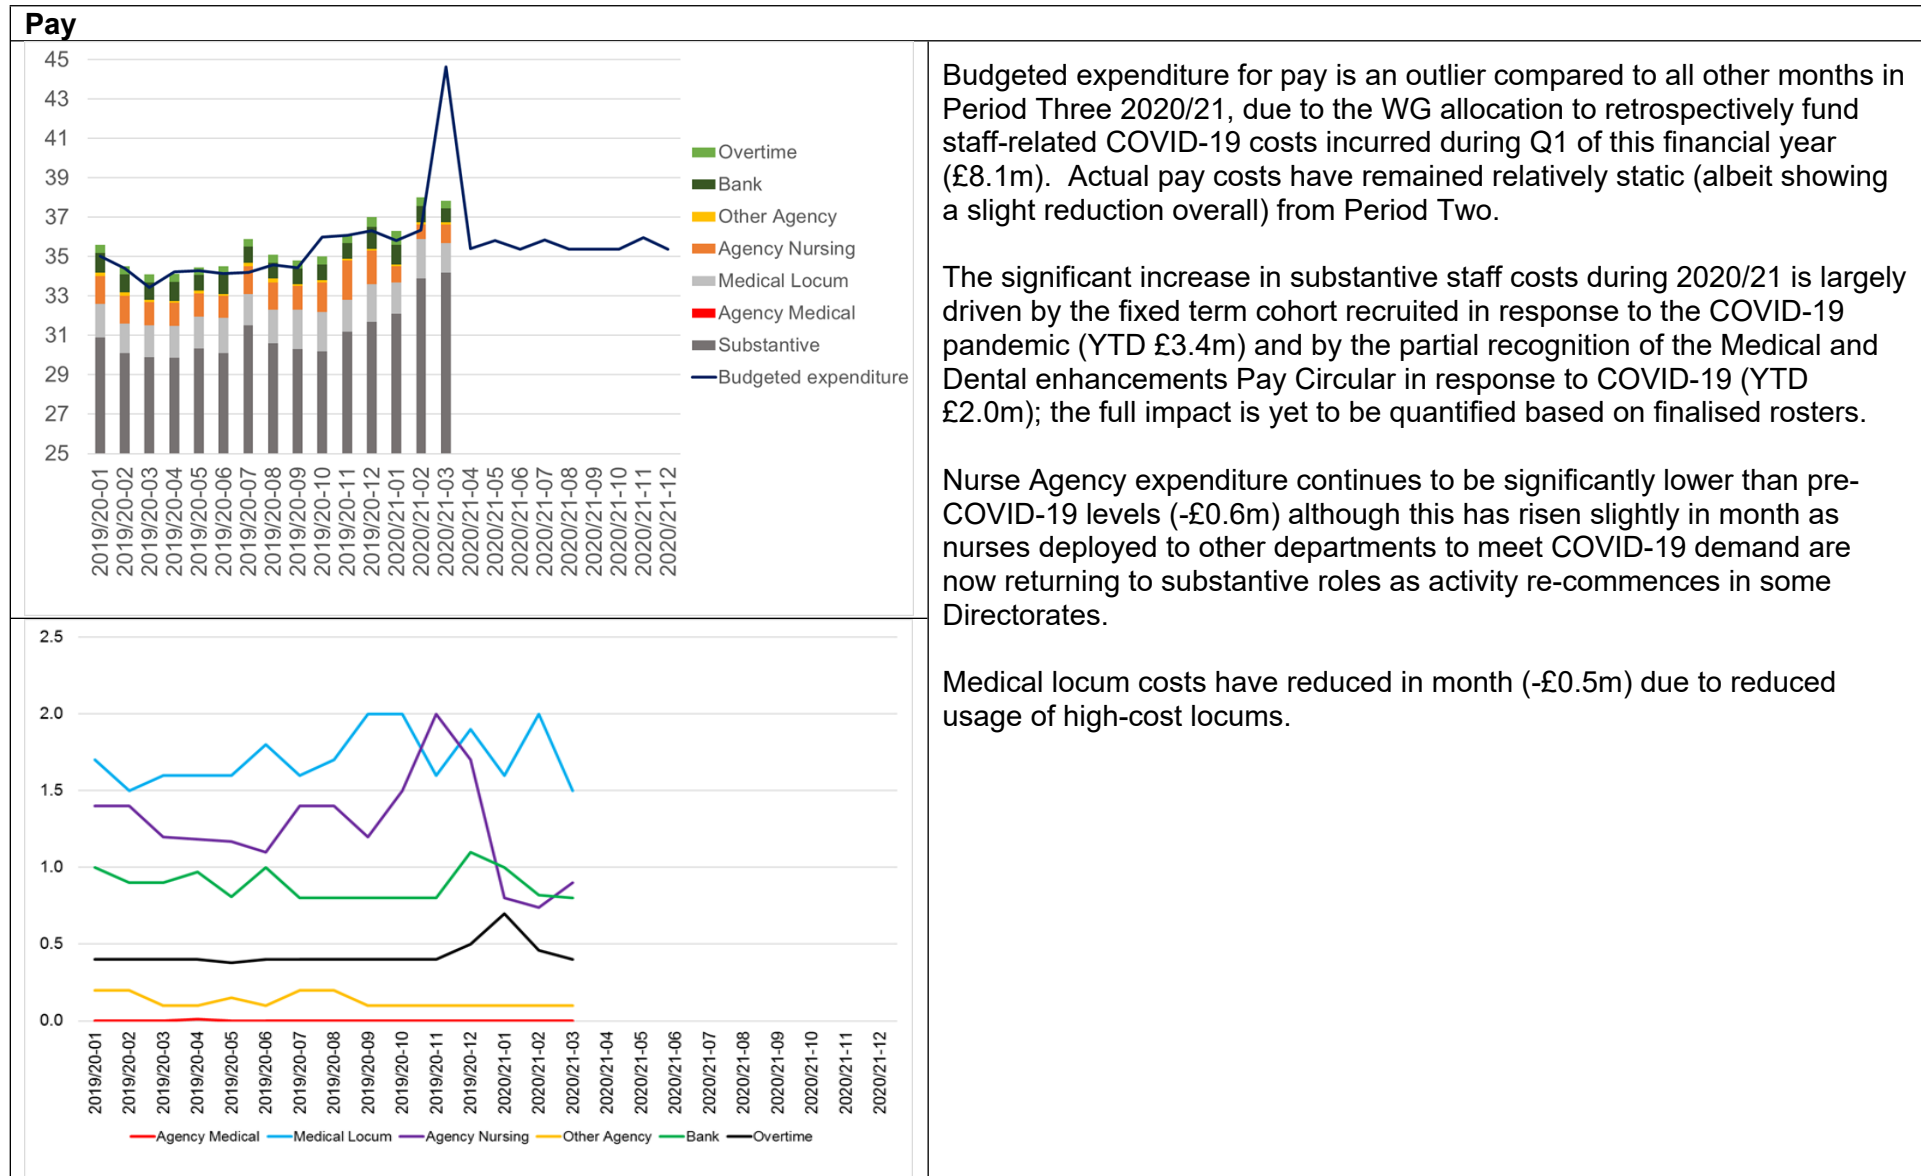 Pay
45
43
41
39
37
35
33
31
29
27
25
2019/20-01
2019/20-02
2019/20-03
2019/20-04
2019/20-05
2019/20-06
2019/20-07
2019/20-08
2019/20-09
2019/20-10
2019/20-11
2019/20-12
2020/21-01
2020/21-02
2020/21-03
2020/21-04
2020/21-05
2020/21-06
2020/21-07
2020/21-08
2020/21-09
2020/21-10
2020/21-11
2020/21-12
Overtime
Bank
Other Agency
Agency Nursing
Medical Locum
Agency Medical
Substantive
Budgeted expenditure
2.5
2.0
1.5
1.0
0.5
0.0
2019/20-01
2019/20-02
2019/20-03
2019/20-04
2019/20-05
2019/20-06
2019/20-07
2019/20-08
2019/20-09
2019/20-10
2019/20-11
2019/20-12
2020/21-01
2020/21-02
2020/21-03
2020/21-04
2020/21-05
2020/21-06
2020/21-07
2020/21-08
2020/21-09
2020/21-10
2020/21-11
2020/21-12
Agency Medical Medical Locum Agency Nursing Other Agency Bank Overtime
Budgeted expenditure for pay is an outlier compared to all other months in
Period Three 2020/21, due to the WG allocation to retrospectively fund
staff-related COVID-19 costs incurred during Q1 of this financial year
(£8.1m). Actual pay costs have remained relatively static (albeit showing
a slight reduction overall) from Period Two.
The significant increase in substantive staff costs during 2020/21 is largely
driven by the fixed term cohort recruited in response to the COVID-19
pandemic (YTD £3.4m) and by the partial recognition of the Medical and
Dental enhancements Pay Circular in response to COVID-19 (YTD
£2.0m); the full impact is yet to be quantified based on finalised rosters.
Nurse Agency expenditure continues to be significantly lower than pre-
COVID-19 levels (-£0.6m) although this has risen slightly in month as
nurses deployed to other departments to meet COVID-19 demand are
now returning to substantive roles as activity re-commences in some
Directorates.
Medical locum costs have reduced in month (-£0.5m) due to reduced
usage of high-cost locums.